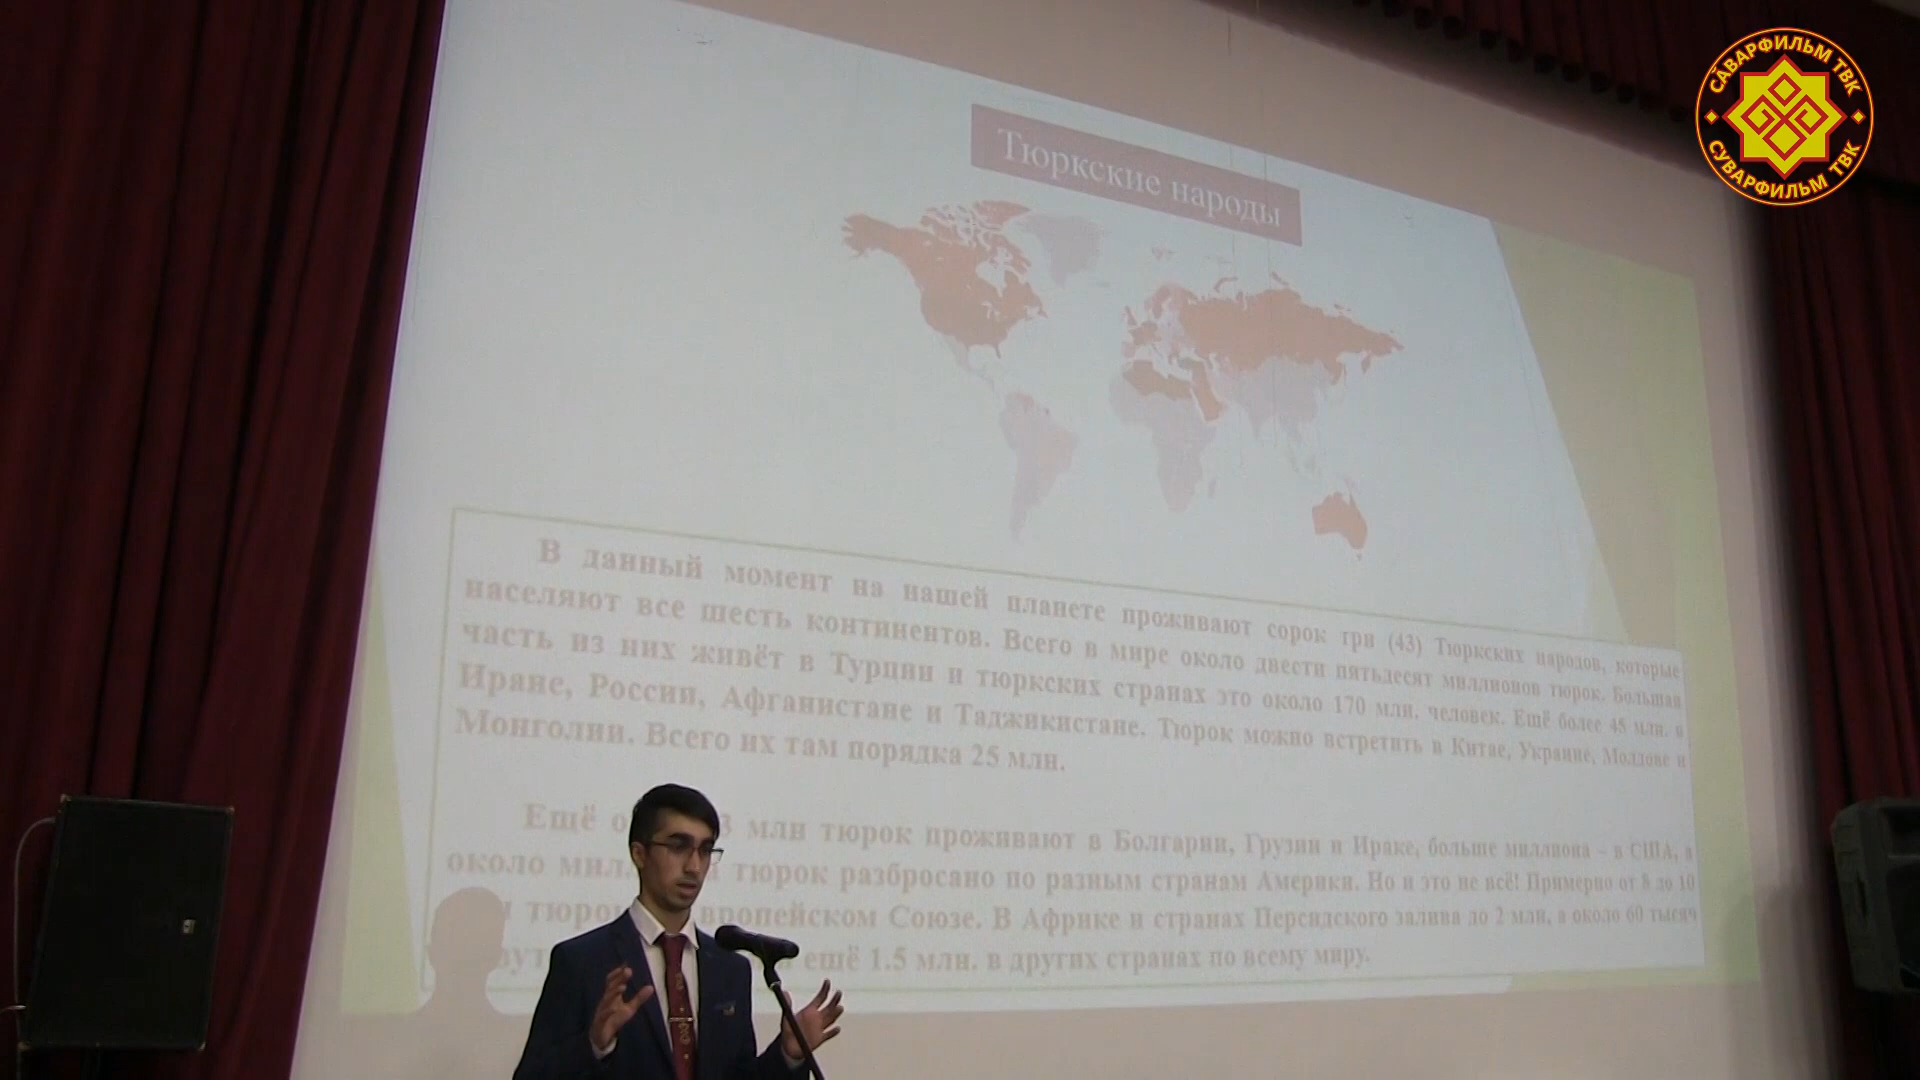 СӐВАРФИЛЬМ ТВК
СУВАРФИЛЬМ ТВК
Тюркские народы
В данный момент на нашей планете проживают сорок три (43) Тюркских народов, которые
населяют все шесть континентов. Всего в мире около двести пятьдесят миллионов тюрок. Большая
часть из них живёт в Турции и тюркских странах это около 170 млн. человек. Ещё более 45 млн. в
Иране, России, Афганистане и Таджикистане. Тюрок можно встретить в Китае, Украине, Молдове и
Монголии. Всего их там порядка 25 млн.
Ещё 3 млн тюрок проживают в Болгарии, Грузии и Ираке, больше миллиона – в США, а
около тюрок разбросано по разным странам Америки. Но и это не всё! Примерно от 8 до 10
тюрок Европейском Союзе. В Африке и странах Персидского залива до 2 млн, а около 60 тысяч
ещё 1.5 млн. в других странах по всему миру.